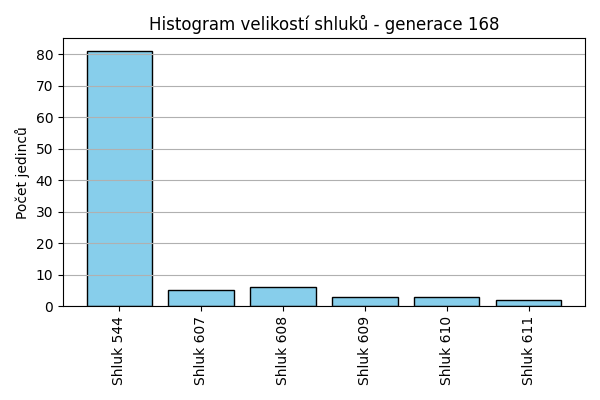 Histogram velikostí shluků - generace 168
Počet jedinců
80
70
60
50
40
30
20
10
0
Shluk 544
Shluk 607
Shluk 608
Shluk 609
Shluk 610
Shluk 611